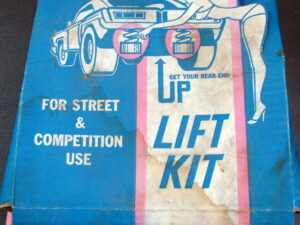 GET YOUR REAR END
UP
FOR STREET
&
COMPETITION
USE
LIFT
KIT